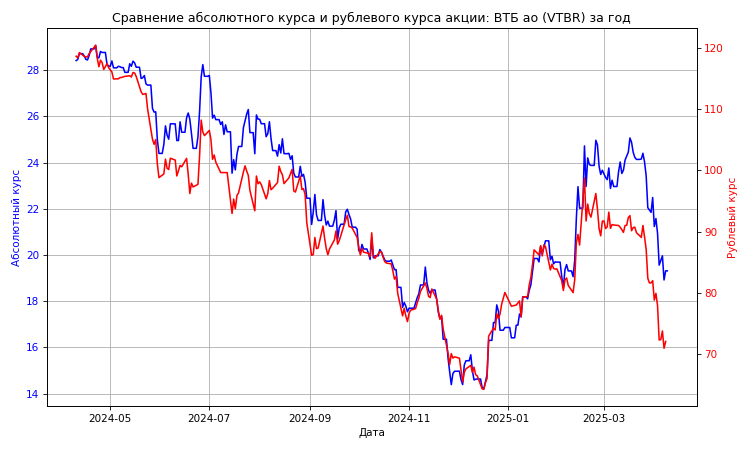 Сравнение абсолютного курса и рублевого курса акции: ВТБ ао (VTBR) за год
28
26
24
22
20
18
16
14
Абсолютный курс
120
110
100
90
80
70
Рублевый курс
2024-05 2024-07 2024-09 2024-11 2025-01 2025-03
Дата